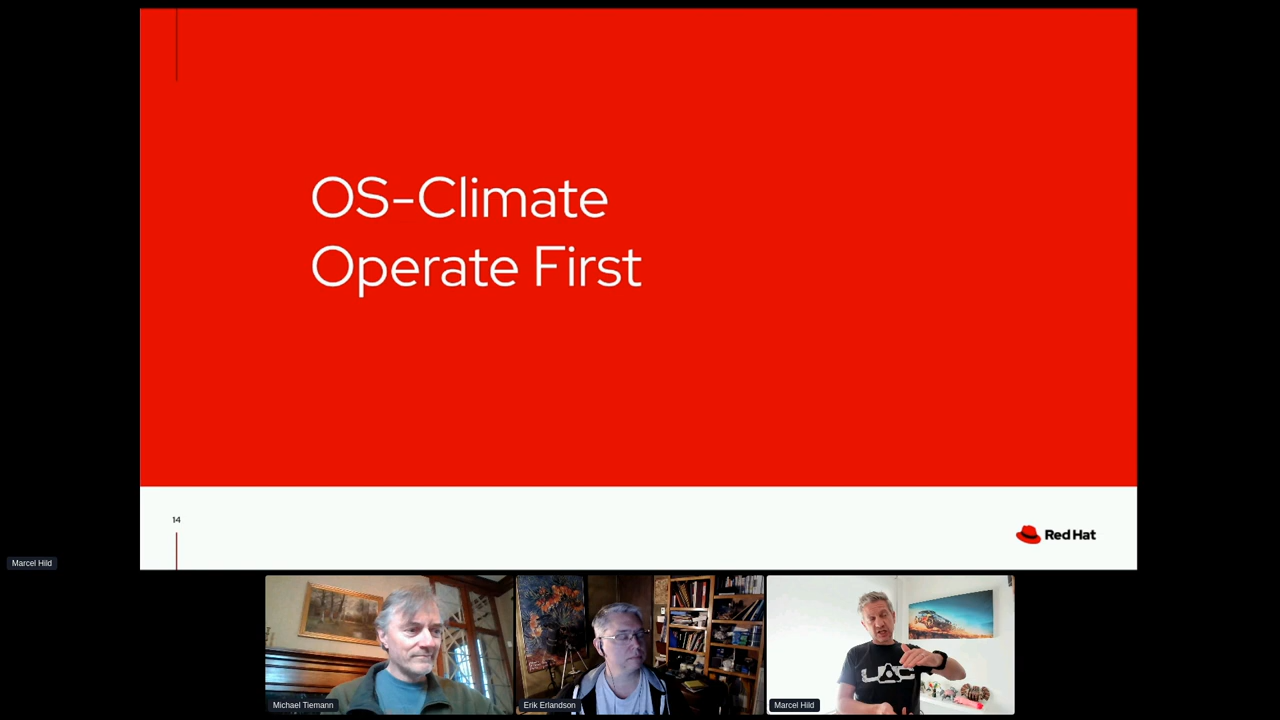 OS-Climate
Operate First
14
Red Hat
Marcel Hild
Michael Tiemann
Erik Erlandson
Marcel Hild